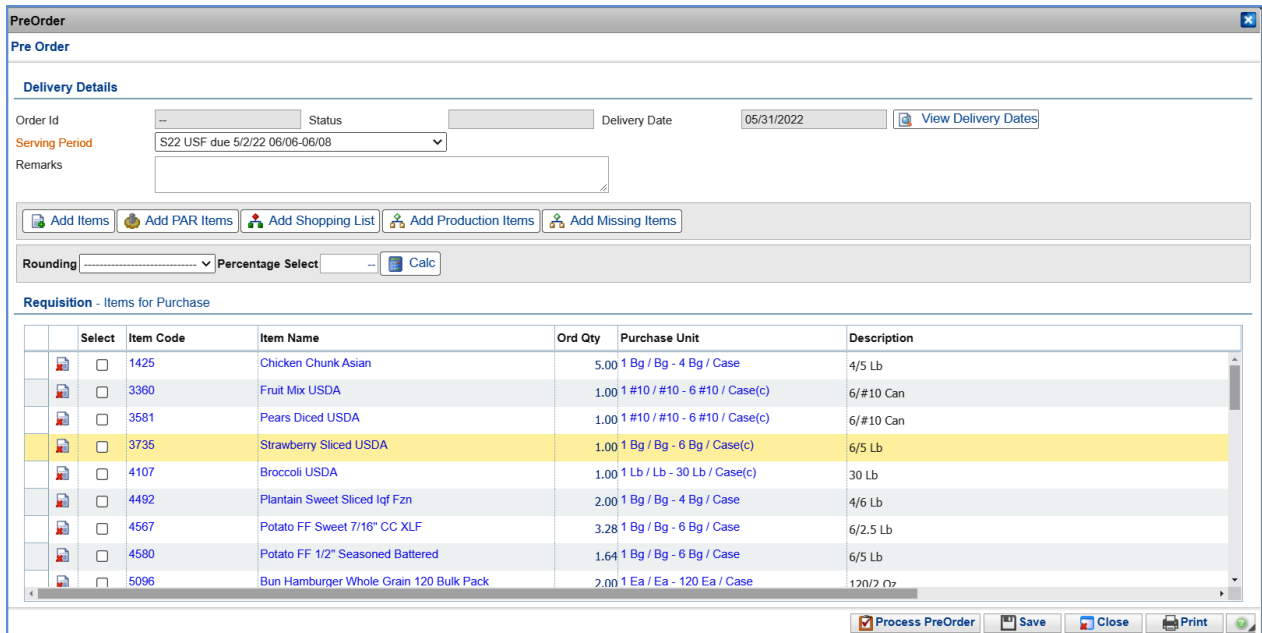 PreOrder
Pre Order
Delivery Details
Order Id -- Status Delivery Date 05/31/2022 View Delivery Dates
Serving Period S22 USF due 5/2/22 06/06-06/08
Remarks
Add Items Add PAR Items Add Shopping List Add Production Items Add Missing Items
Rounding ---------------------------- Percentage Select -- Calc
Requisition - Items for Purchase
Select Item Code Item Name Ord Qty Purchase Unit Description
1425 Chicken Chunk Asian 5.00 1 Bg / Bg - 4 Bg / Case 4/5 Lb
3360 Fruit Mix USDA 1.00 1 #10 / #10 - 6 #10 / Case(c) 6/#10 Can
3581 Pears Diced USDA 1.00 1 #10 / #10 - 6 #10 / Case(c) 6/#10 Can
3735 Strawberry Sliced USDA 1.00 1 Bg / Bg - 6 Bg / Case(c) 6/5 Lb
4107 Broccoli USDA 1.00 1 Lb / Lb - 30 Lb / Case(c) 30 Lb
4492 Plantain Sweet Sliced Iqf Fzn 2.00 1 Bg / Bg - 4 Bg / Case 4/6 Lb
4567 Potato FF Sweet 7/16" CC XLF 3.28 1 Bg / Bg - 6 Bg / Case 6/2.5 Lb
4580 Potato FF 1/2" Seasoned Battered 1.64 1 Bg / Bg - 6 Bg / Case 6/5 Lb
5096 Bun Hamburger Whole Grain 120 Bulk Pack 2.00 1 Ea / Ea - 120 Ea / Case 120/2 Oz
Process PreOrder Save Close Print